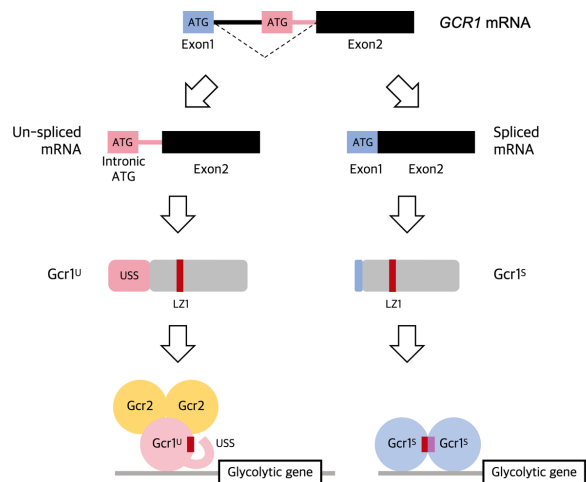 ATG
ATG
GCR1 mRNA
Exon1
Exon2
Un-spliced
mRNA
ATG
Intronic
ATG
Exon2
ATG
Exon1
Exon2
Spliced
mRNA
Gcr1ᵁ
USS
LZ1
LZ1
Gcr1ˢ
Gcr2
Gcr2
Gcr1ᵁ
USS
Glycolytic gene
Gcr1ˢ
Gcr1ˢ
Glycolytic gene